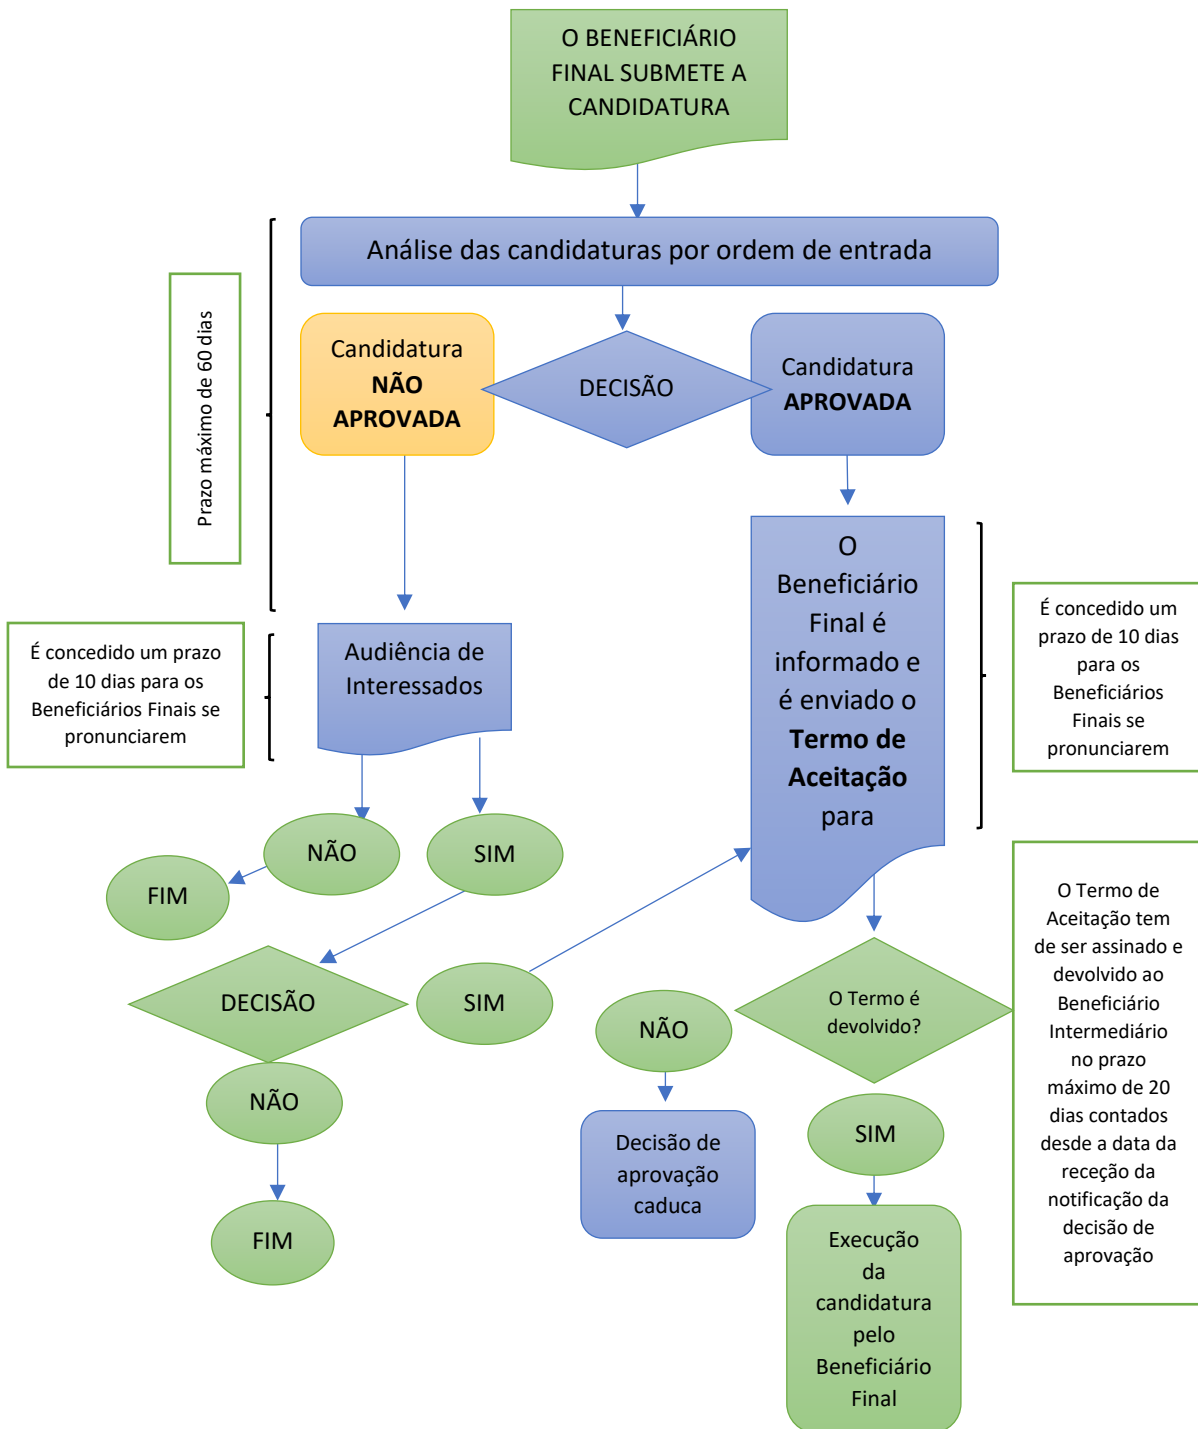 O BENEFICIÁRIO
FINAL SUBMETE A
CANDIDATURA
Análise das candidaturas por ordem de entrada
Prazo máximo de 60 dias
Candidatura
NÃO
APROVADA
DECISÃO
Candidatura
APROVADA
O
Beneficiário
Final é
informado e
é enviado o
Termo de
Aceitação
para
É concedido um
prazo de 10 dias
para os
Beneficiários
Finais se
pronunciarem
É concedido um prazo
de 10 dias para os
Beneficiários Finais se
pronunciarem
Audiência de
Interessados
NÃO
SIM
FIM
DECISÃO
SIM
NÃO
FIM
O Termo é
devolvido?
NÃO
SIM
Decisão de
aprovação
caduca
Execução
da
candidatura
pelo
Beneficiário
Final
O Termo de
Aceitação tem
de ser assinado e
devolvido ao
Beneficiário
Intermediário
no prazo
máximo de 20
dias contados
desde a data da
receção da
notificação da
decisão de
aprovação